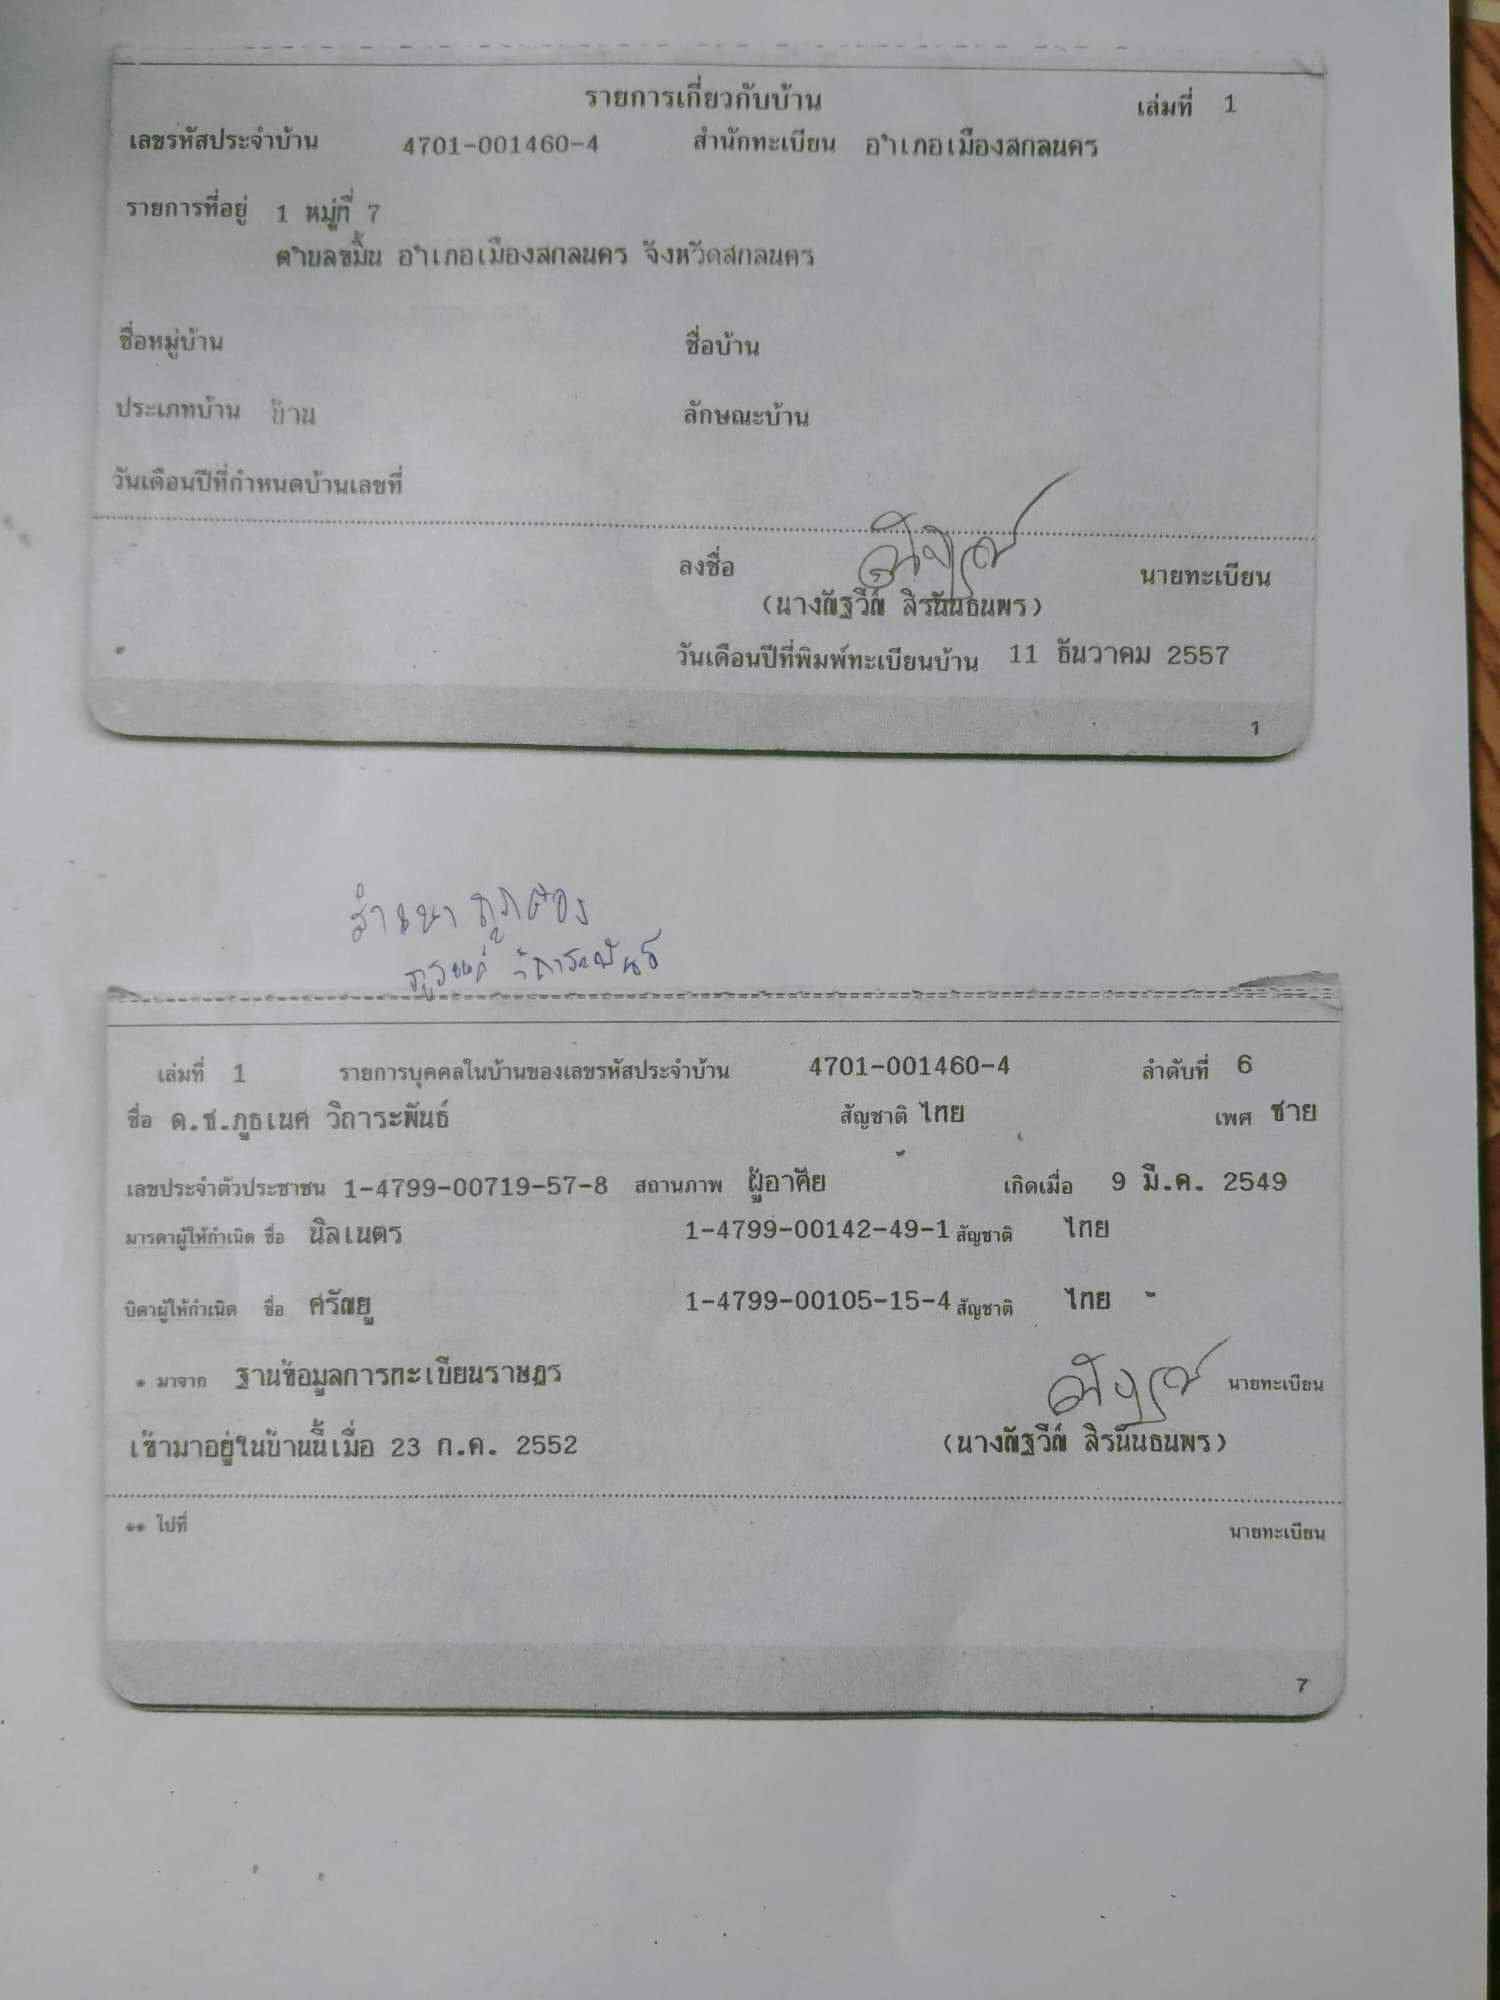 รายการเกี่ยวกับบ้าน เล่มที่ 1
เลขรหัสประจำบ้าน 4701-001460-4 สำนักทะเบียน อำเภอเมืองสกลนคร
รายการที่อยู่ 1 หมู่ที่ 7
ตำบลขมิ้น อำเภอเมืองสกลนคร จังหวัดสกลนคร
ชื่อหมู่บ้าน ชื่อบ้าน
ประเภทบ้าน บ้าน ลักษณะบ้าน
วันเดือนปีที่กำหนดบ้านเลขที่
ลงชื่อ นายทะเบียน
(นางณัฐวีณ์ สิรนันธนพร)
วันเดือนปีที่พิมพ์ทะเบียนบ้าน 11 ธันวาคม 2557
1
สำเนาถูกต้อง
ภูธเนศ วิถาระพันธ์
เล่มที่ 1 รายการบุคคลในบ้านของเลขรหัสประจำบ้าน 4701-001460-4 ลำดับที่ 6
ชื่อ ด.ช.ภูธเนศ วิถาระพันธ์ สัญชาติ ไทย เพศ ชาย
เลขประจำตัวประชาชน 1-4799-00719-57-8 สถานภาพ ผู้อาศัย เกิดเมื่อ 9 มี.ค. 2549
มารดาผู้ให้กำเนิด ชื่อ นิลเนตร 1-4799-00142-49-1 สัญชาติ ไทย
บิดาผู้ให้กำเนิด ชื่อ ศรัณยู 1-4799-00105-15-4 สัญชาติ ไทย
* มาจาก ฐานข้อมูลการทะเบียนราษฎร นายทะเบียน
เข้ามาอยู่ในบ้านนี้เมื่อ 23 ก.ค. 2552 (นางณัฐวีณ์ สิรนันธนพร)
** ไปที่ นายทะเบียน
7